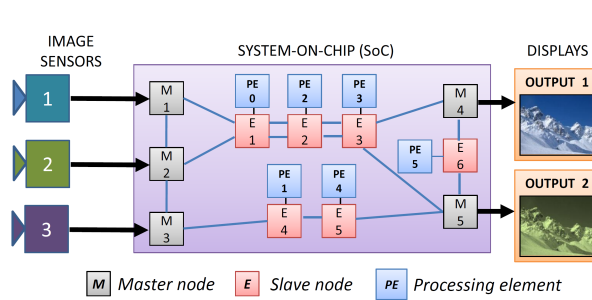 IMAGE
SENSORS
SYSTEM-ON-CHIP (SoC)
DISPLAYS
1
2
3
M
1
M
2
M
3
PE
0
PE
2
PE
3
E
1
E
2
E
3
PE
1
PE
4
E
4
E
5
M
4
PE
5
E
6
M
5
OUTPUT 1
OUTPUT 2
M Master node
E Slave node
PE Processing element